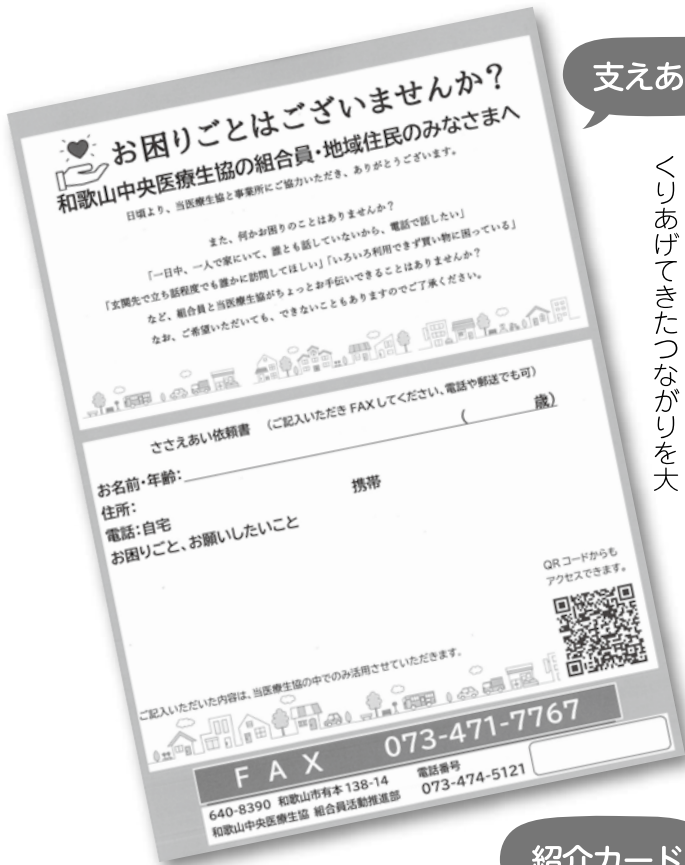 お困りごとはございませんか?
和歌山中央医療生協の組合員・地域住民のみなさまへ
日頃より、当医療生協と事業所にご協力いただき、ありがとうございます。
また、何かお困りのことはありませんか?
「一日中、一人で家にいて、誰とも話していないから、電話で話したい」
「玄関先で立ち話程度でも誰かに訪問してほしい」「いろいろ利用できず買い物に困っている」
など、組合員と当医療生協がちょっとお手伝いできることはありませんか?
なお、ご希望いただいても、できないこともありますのでご了承ください。
ささえあい依頼書 (ご記入いただきFAXしてください、電話や郵送でも可)
お名前・年齢: ( 歳)
住所:
電話:自宅 携帯
お困りごと、お願いしたいこと
QRコードからも
アクセスできます。
ご記入いただいた内容は、当医療生協の中でのみ活用させていただきます。
FAX 073-471-7767
640-8390 和歌山市有本138-14
和歌山中央医療生協 組合員活動推進部
電話番号
073-474-5121
支えあ
くりあげてきたつながりを大
紹介カード